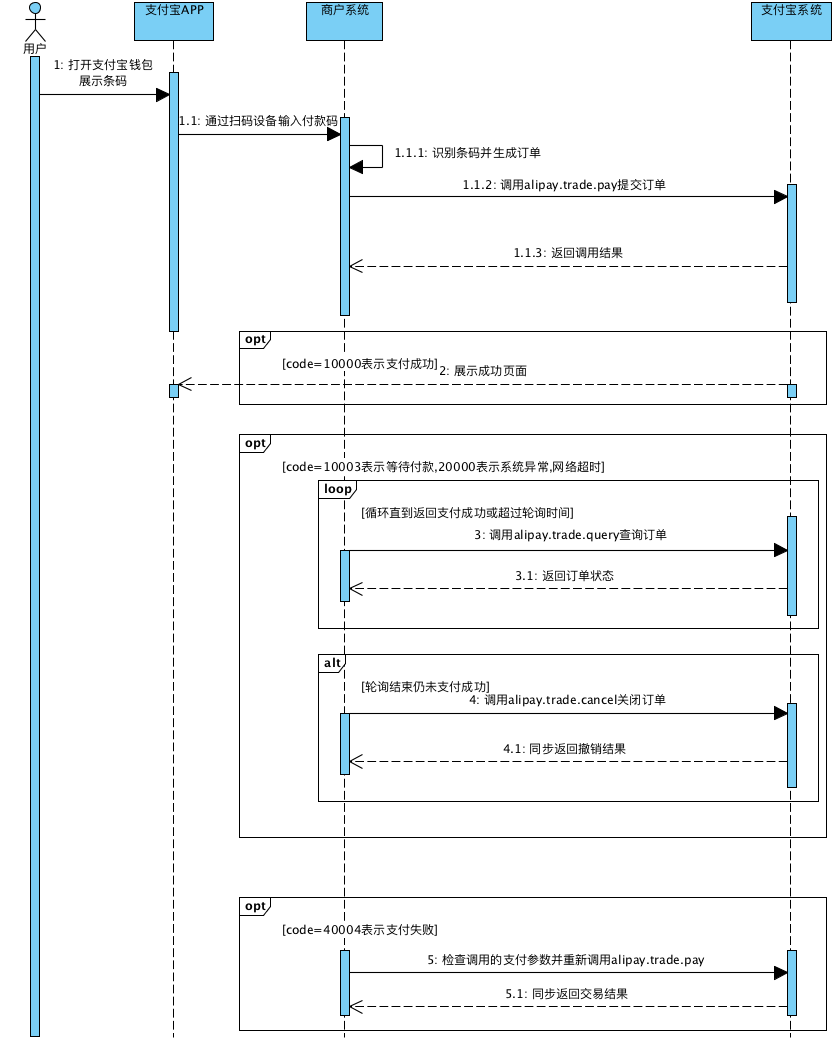 支付宝APP
商户系统
支付宝系统
用户
1: 打开支付宝钱包
展示条码
1.1: 通过扫码设备输入付款码
1.1.1: 识别条码并生成订单
1.1.2: 调用alipay.trade.pay提交订单
1.1.3: 返回调用结果
opt
[code=10000表示支付成功]
2: 展示成功页面
opt
[code=10003表示等待付款,20000表示系统异常,网络超时]
loop
[循环直到返回支付成功或超过轮询时间]
3: 调用alipay.trade.query查询订单
3.1: 返回订单状态
alt
[轮询结束仍未支付成功]
4: 调用alipay.trade.cancel关闭订单
4.1: 同步返回撤销结果
opt
[code=40004表示支付失败]
5: 检查调用的支付参数并重新调用alipay.trade.pay
5.1: 同步返回交易结果